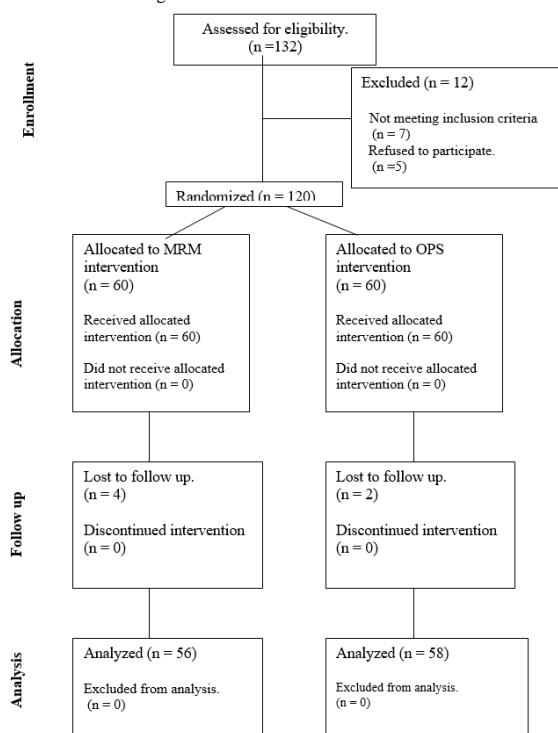 Assessed for eligibility.
(n =132)
Enrollment
Excluded (n = 12)
Not meeting inclusion criteria
(n = 7)
Refused to participate.
(n =5)
Randomized (n = 120)
Allocation
Allocated to MRM
intervention
(n = 60)
Received allocated
intervention (n = 60)
Did not receive allocated
intervention (n = 0)
Allocated to OPS
intervention
(n = 60)
Received allocated
intervention (n = 60)
Did not receive allocated
intervention (n = 0)
Follow up
Lost to follow up.
(n = 4)
Discontinued intervention
(n = 0)
Lost to follow up.
(n = 2)
Discontinued intervention
(n = 0)
Analysis
Analyzed (n = 56)
Excluded from analysis.
(n = 0)
Analyzed (n = 58)
Excluded from analysis.
(n = 0)